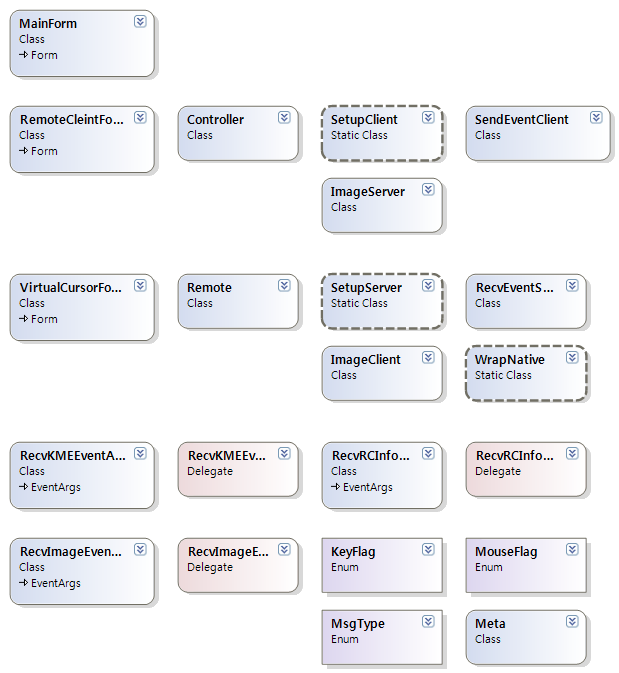 MainForm
Class
Form
RemoteCleintFo...
Class
Form
Controller
Class
SetupClient
Static Class
SendEventClient
Class
ImageServer
Class
VirtualCursorFo...
Class
Form
Remote
Class
SetupServer
Static Class
RecvEventS...
Class
ImageClient
Class
WrapNative
Static Class
RecvKMEEventA...
Class
EventArgs
RecvKMEEv...
Delegate
RecvRCInfo...
Class
EventArgs
RecvRCInfo...
Delegate
RecvImageEven...
Class
EventArgs
RecvImageE...
Delegate
KeyFlag
Enum
MouseFlag
Enum
MsgType
Enum
Meta
Class